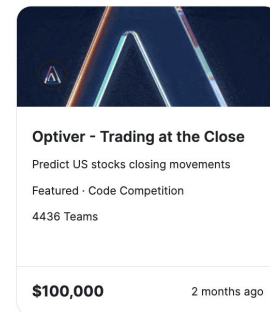 Optiver - Trading at the Close
Predict US stocks closing movements
Featured · Code Competition
4436 Teams
$100,000
2 months ago